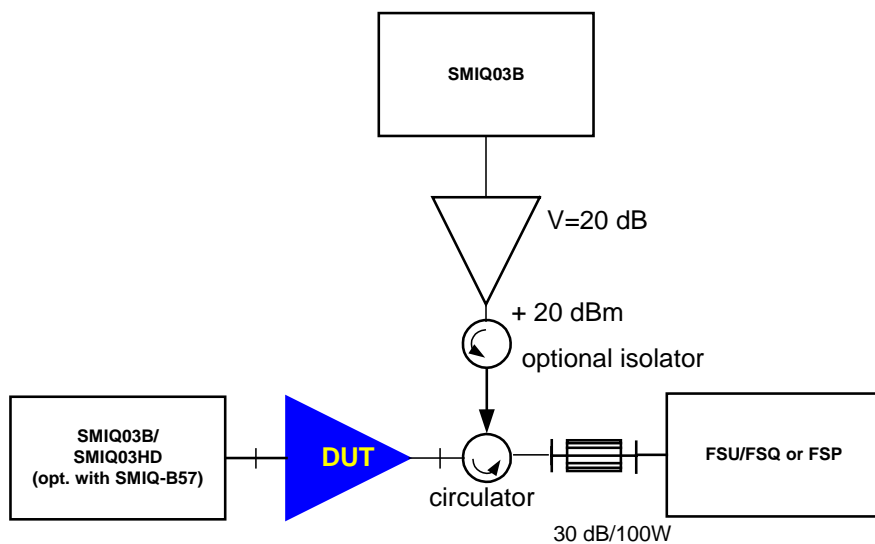 SMIQ03B
V=20 dB
+ 20 dBm
optional isolator
SMIQ03B/
SMIQ03HD
(opt. with SMIQ-B57)
DUT
circulator
FSU/FSQ or FSP
30 dB/100W